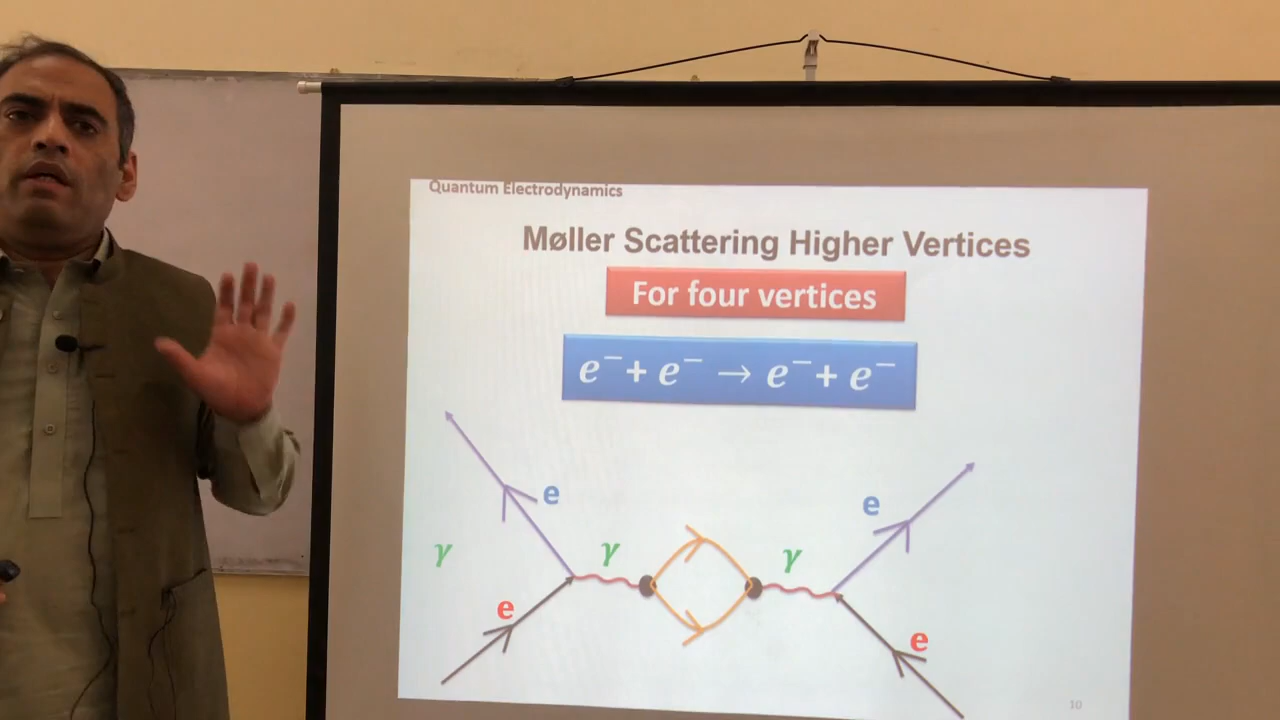 Quantum Electrodynamics
Møller Scattering Higher Vertices
For four vertices
e⁻ + e⁻ → e⁻ + e⁻
e
e
γ
γ
γ
e
e
10